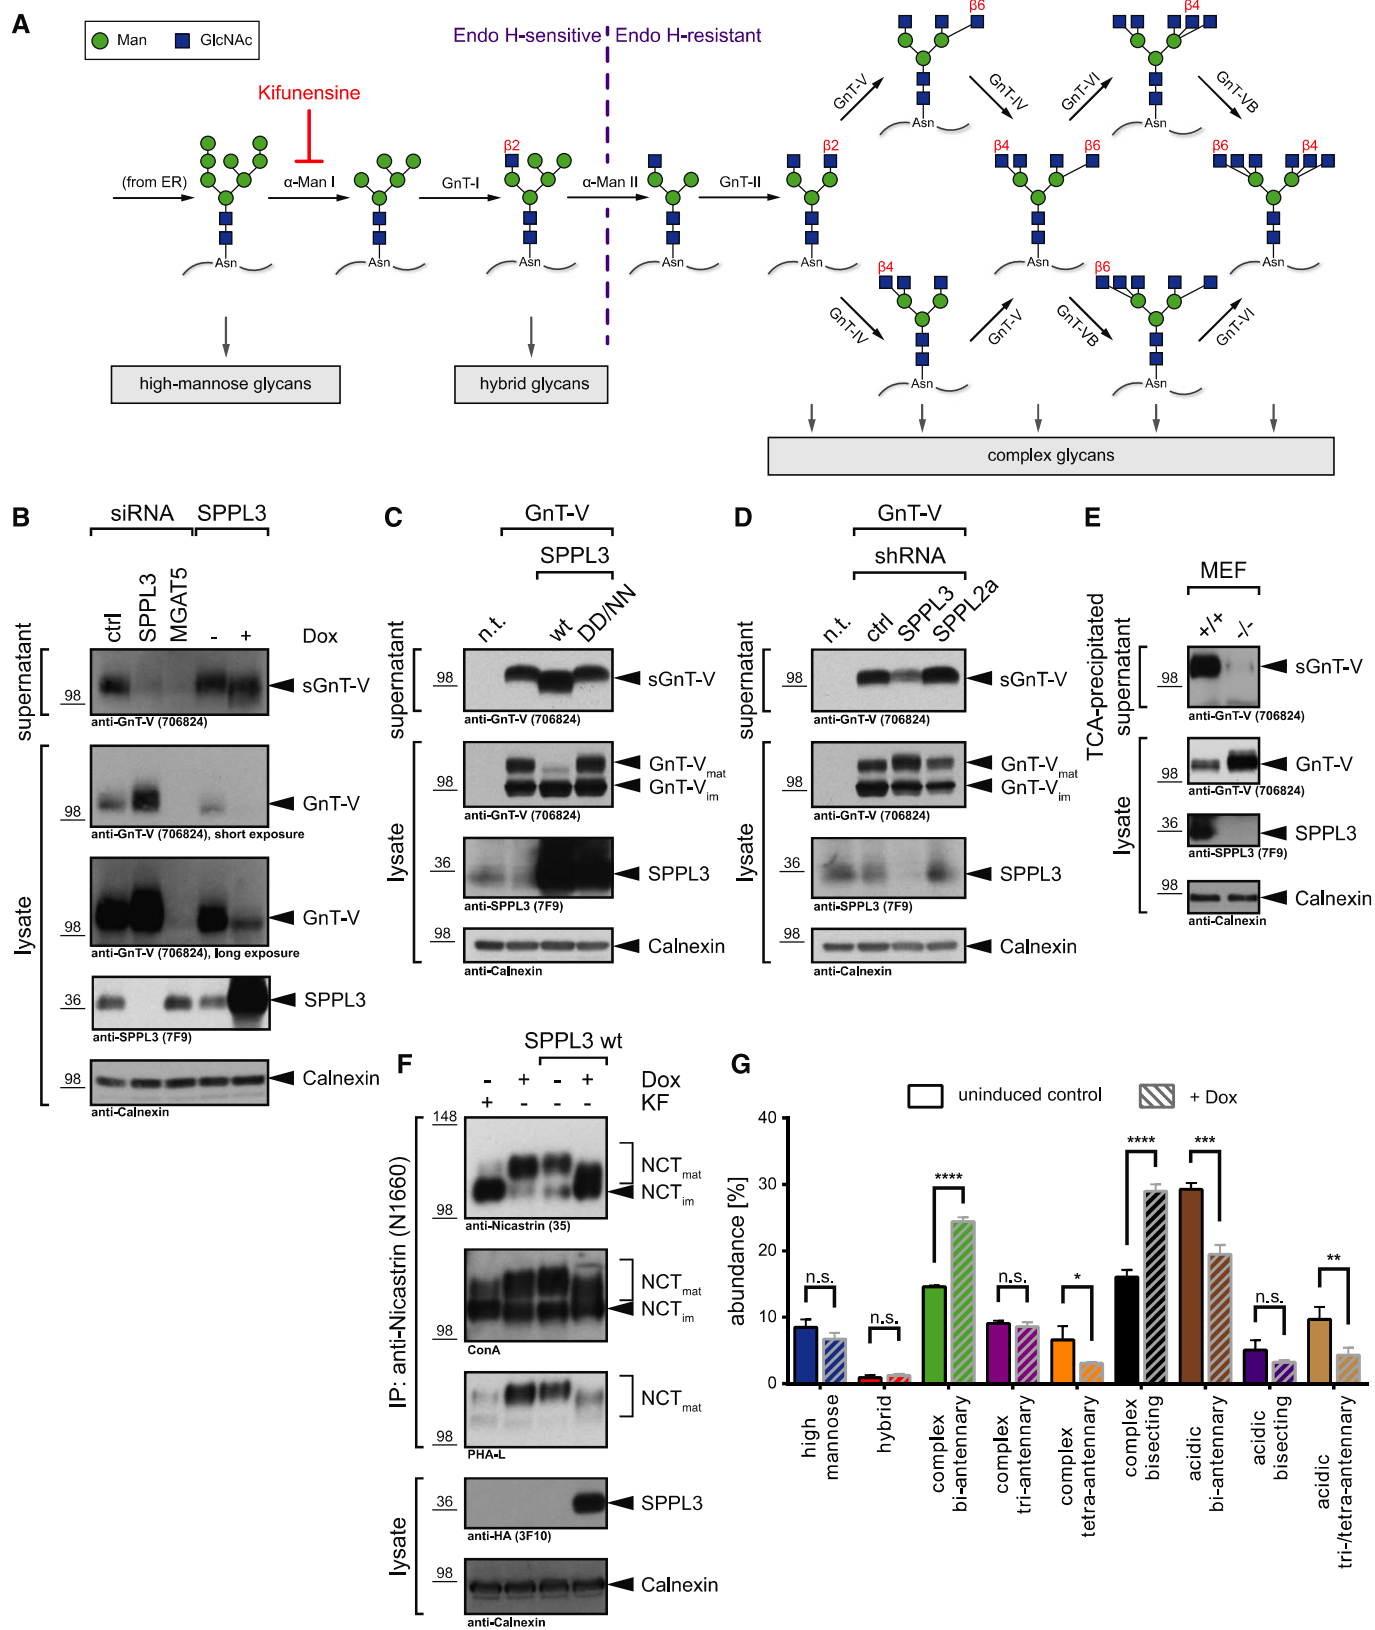 A
Man
GlcNAc
Kifunensine
Endo H-sensitive
Endo H-resistant
(from ER)
α-Man I
GnT-I
α-Man II
GnT-II
β2
β2
β6
β4
β4
β6
β6
β4
β4
β6
GnT-V
GnT-IV
GnT-VI
GnT-VB
GnT-IV
GnT-V
GnT-VB
GnT-VI
Asn
Asn
Asn
Asn
Asn
Asn
Asn
Asn
Asn
Asn
Asn
high-mannose glycans
hybrid glycans
complex glycans
B
siRNA
SPPL3
ctrl
SPPL3
MGAT5
-
+
Dox
supernatant
98
sGnT-V
anti-GnT-V (706824)
lysate
98
GnT-V
anti-GnT-V (706824), short exposure
98
GnT-V
anti-GnT-V (706824), long exposure
36
SPPL3
anti-SPPL3 (7F9)
98
Calnexin
anti-Calnexin
C
GnT-V
SPPL3
n.t.
wt
DD/NN
supernatant
98
sGnT-V
anti-GnT-V (706824)
lysate
98
GnT-Vmat
GnT-Vim
anti-GnT-V (706824)
36
SPPL3
anti-SPPL3 (7F9)
98
Calnexin
anti-Calnexin
D
GnT-V
shRNA
n.t.
ctrl
SPPL3
SPPL2a
supernatant
98
sGnT-V
anti-GnT-V (706824)
lysate
98
GnT-Vmat
GnT-Vim
anti-GnT-V (706824)
36
SPPL3
anti-SPPL3 (7F9)
98
Calnexin
anti-Calnexin
E
MEF
+/+
-/-
TCA-precipitated
supernatant
98
sGnT-V
anti-GnT-V (706824)
lysate
98
GnT-V
anti-GnT-V (706824)
36
SPPL3
anti-SPPL3 (7F9)
98
Calnexin
anti-Calnexin
F
SPPL3 wt
- + - + Dox
+ - - - KF
IP: anti-Nicastrin (N1660)
148
NCTmat
NCTim
98
anti-Nicastrin (35)
NCTmat
NCTim
98
ConA
NCTmat
98
PHA-L
lysate
36
SPPL3
anti-HA (3F10)
98
Calnexin
anti-Calnexin
G
uninduced control
+ Dox
abundance [%]
40
30
20
10
0
n.s.
n.s.
****
n.s.
*
****
***
n.s.
**
high
mannose
hybrid
complex
bi-antennary
complex
tri-antennary
complex
tetra-antennary
complex
bisecting
acidic
bi-antennary
acidic
bisecting
acidic
tri-/tetra-antennary